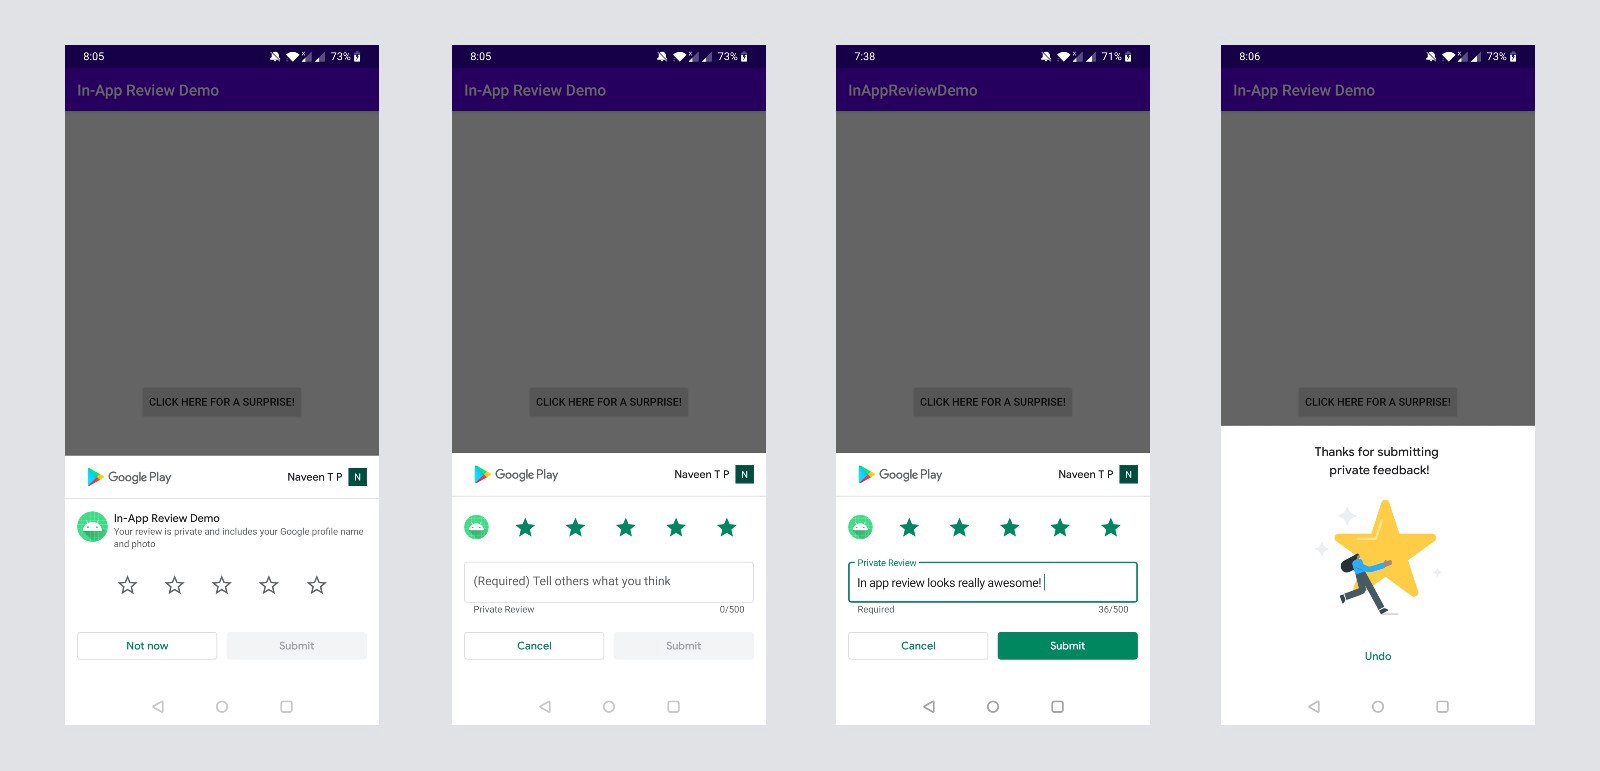 8:05
73%
In-App Review Demo
CLICK HERE FOR A SURPRISE!
Google Play
Naveen T P
N
In-App Review Demo
Your review is private and includes your Google profile name
and photo
Not now
Submit
8:05
73%
In-App Review Demo
CLICK HERE FOR A SURPRISE!
Google Play
Naveen T P
N
(Required) Tell others what you think
Private Review
0/500
Cancel
Submit
7:38
71%
InAppReviewDemo
CLICK HERE FOR A SURPRISE!
Google Play
Naveen T P
N
Private Review
In app review looks really awesome!
Required
36/500
Cancel
Submit
8:06
73%
In-App Review Demo
CLICK HERE FOR A SURPRISE!
Thanks for submitting
private feedback!
Undo